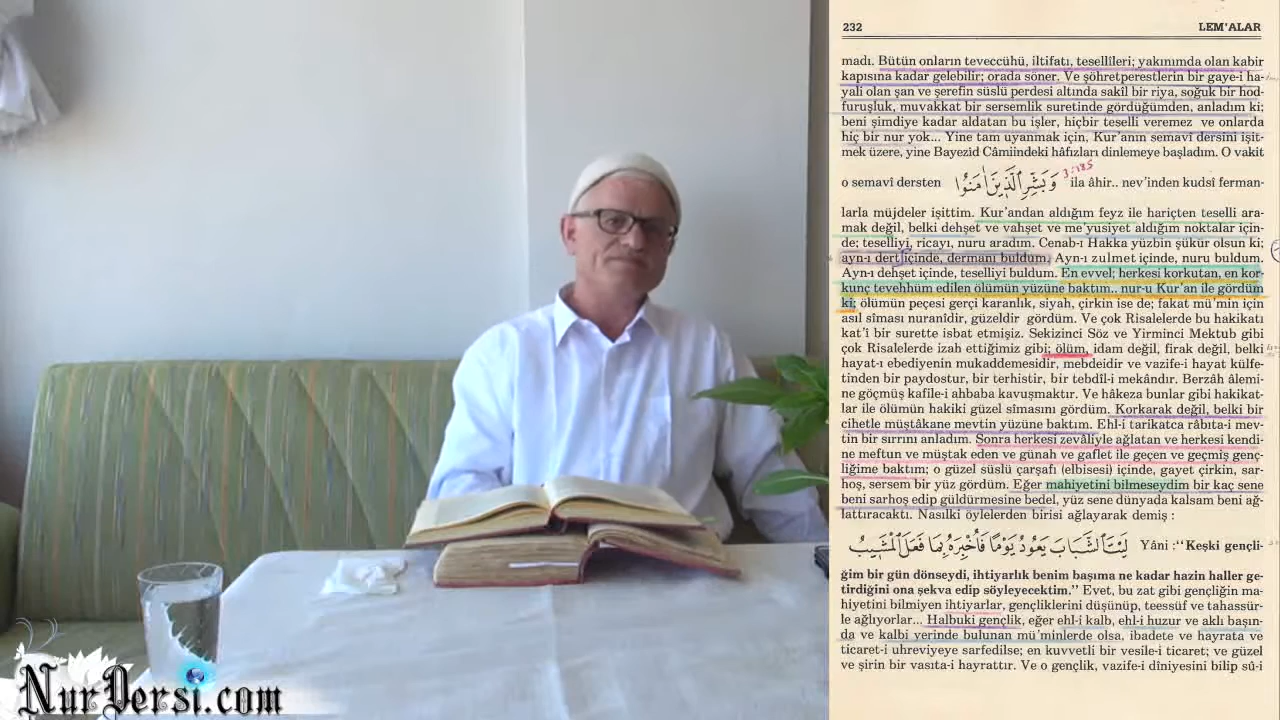 232 LEM'ALAR
madı. Bütün onların teveccühü, iltifatı, tesellîleri; yakınımda olan kabir
kapısına kadar gelebilir; orada söner. Ve şöhretperestlerin bir gaye-i ha-
yali olan şan ve şerefin süslü perdesi altında sakîl bir riya, soğuk bir hod-
furuşluk, muvakkat bir sersemlik suretinde gördüğümden, anladım ki;
beni şimdiye kadar aldatan bu işler, hiçbir teselli veremez ve onlarda
hiç bir nur yok... Yine tam uyanmak için, Kur'anın semavî dersini işit-
mek üzere, yine Bayezid Câmiindeki hâfızları dinlemeye başladım. O vakit
o semavî dersten وَبَشِّرِ الَّذِينَ اٰمَنُوا ila âhir.. nev'inden kudsî ferman-
larla müjdeler işittim. Kur'andan aldığım feyz ile hariçten teselli ara-
mak değil, belki dehşet ve vahşet ve me'yusiyet aldığım noktalar için-
de; teselliyi, ricayı, nuru aradım. Cenab-ı Hakka yüzbin şükur olsun ki;
ayn-ı dert içinde, dermanı buldum. Ayn-ı zulmet içinde, nuru buldum.
Ayn-ı dehşet içinde, teselliyi buldum. En evvel; herkesi korkutan, en kor-
kunç tevehhüm edilen ölümün yüzüne baktım.. nur-u Kur'an ile gördüm
ki; ölümün peçesi gerçi karanlık, siyah, çirkin ise de; fakat mü'min için
asıl sîması nuranîdir, güzeldir gördüm. Ve çok Risalelerde bu hakikatı
kat'î bir surette isbat etmişiz. Sekizinci Söz ve Yirminci Mektub gibi
çok Risalelerde izah ettiğimiz gibi; ölüm, idam değil, firak değil, belki
hayat-ı ebediyenin mukaddemesidir, mebdeidir ve vazife-i hayat külfe-
tinden bir paydostur, bir terhistir, bir tebdîl-i mekândır. Berzâh âlemi-
ne göçmüş kafile-i ahbaba kavuşmaktır. Ve hâkeza bunlar gibi hakikat-
lar ile ölümün hakiki güzel sîmasını gördüm. Korkarak değil, belki bir
cihetle müştâkane mevtin yüzüne baktım. Ehl-i tarikatca râbıta-i mev-
tin bir sırrını anladım. Sonra herkesi zevâliyle ağlatan ve herkesi kendi-
ne meftun ve müştak eden ve günah ve gaflet ile geçen ve geçmiş genç-
liğime baktım; o güzel süslü çarşafı (elbisesi) içinde, gayet çirkin, sar-
hoş, sersem bir yüz gördüm. Eğer mahiyetini bilmeseydim bir kaç sene
beni sarhoş edip güldürmesine bedel, yüz sene dünyada kalsam beni ağ-
lattıracaktı. Nasılki öylelerden birisi ağlayarak demiş :
لَيْتَ الشَّبَابَ يَعُودُ يَوْمًا فَاُخْبِرَهُ بِمَا فَعَلَ الْمَشِيبُ Yâni :"Keşki gençli-
ğim bir gün dönseydi, ihtiyarlık benim başıma ne kadar hazin haller ge-
tirdiğini ona şekva edip söyleyecektim." Evet, bu zat gibi gençliğin ma-
hiyetini bilmiyen ihtiyarlar, gençliklerini düşünüp, teessüf ve tahassür-
le ağlıyorlar... Halbuki gençlik, eğer ehl-i kalb, ehl-i huzur ve aklı başın-
da ve kalbi yerinde bulunan mü'minlerde olsa, ibadete ve hayrata ve
ticaret-i uhreviyeye sarfedilse; en kuvvetli bir vesile-i ticaret; ve güzel
ve şirin bir vasıta-i hayrattır. Ve o gençlik, vazife-i dîniyesini bilip sû-i
NurDersi.com